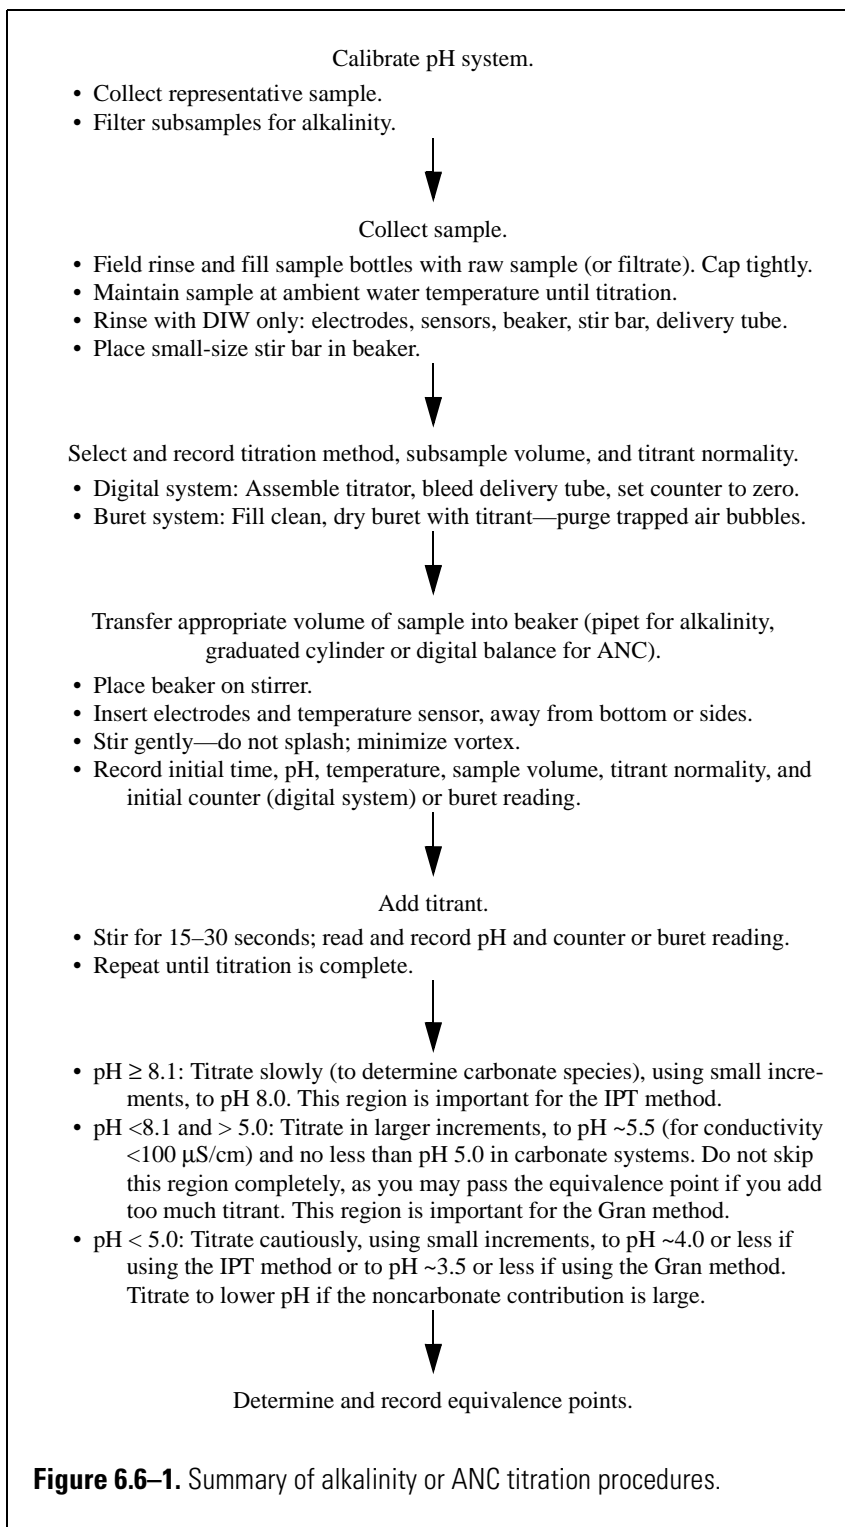 Calibrate pH system.
• Collect representative sample.
• Filter subsamples for alkalinity.
Collect sample.
• Field rinse and fill sample bottles with raw sample (or filtrate). Cap tightly.
• Maintain sample at ambient water temperature until titration.
• Rinse with DIW only: electrodes, sensors, beaker, stir bar, delivery tube.
• Place small-size stir bar in beaker.
Select and record titration method, subsample volume, and titrant normality.
• Digital system: Assemble titrator, bleed delivery tube, set counter to zero.
• Buret system: Fill clean, dry buret with titrant—purge trapped air bubbles.
Transfer appropriate volume of sample into beaker (pipet for alkalinity,
graduated cylinder or digital balance for ANC).
• Place beaker on stirrer.
• Insert electrodes and temperature sensor, away from bottom or sides.
• Stir gently—do not splash; minimize vortex.
• Record initial time, pH, temperature, sample volume, titrant normality, and
initial counter (digital system) or buret reading.
Add titrant.
• Stir for 15–30 seconds; read and record pH and counter or buret reading.
• Repeat until titration is complete.
• pH ≥ 8.1: Titrate slowly (to determine carbonate species), using small incre-
ments, to pH 8.0. This region is important for the IPT method.
• pH <8.1 and > 5.0: Titrate in larger increments, to pH ~5.5 (for conductivity
<100 μS/cm) and no less than pH 5.0 in carbonate systems. Do not skip
this region completely, as you may pass the equivalence point if you add
too much titrant. This region is important for the Gran method.
• pH < 5.0: Titrate cautiously, using small increments, to pH ~4.0 or less if
using the IPT method or to pH ~3.5 or less if using the Gran method.
Titrate to lower pH if the noncarbonate contribution is large.
Determine and record equivalence points.
Figure 6.6–1. Summary of alkalinity or ANC titration procedures.